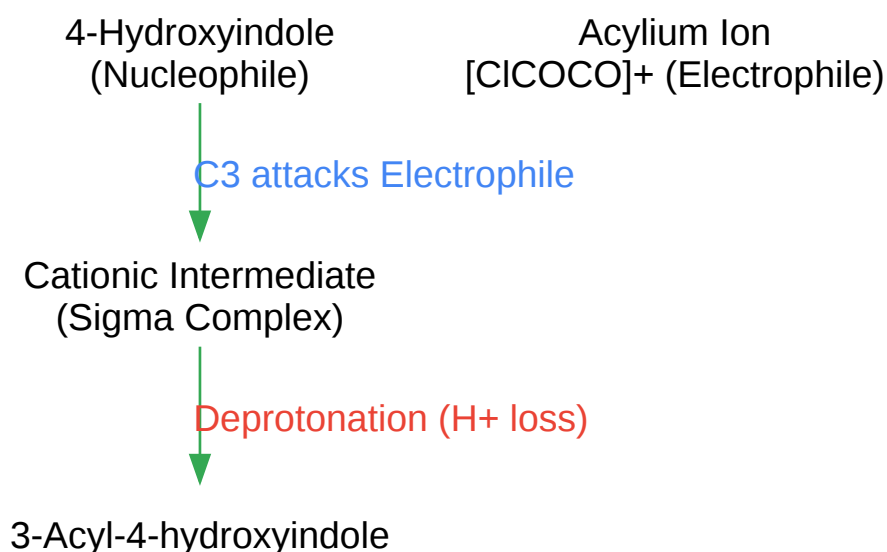 4-Hydroxyindole
(Nucleophile)
Acylium Ion
[ClCOCO]+ (Electrophile)
C3 attacks Electrophile
Cationic Intermediate
(Sigma Complex)
Deprotonation (H+ loss)
3-Acyl-4-hydroxyindole